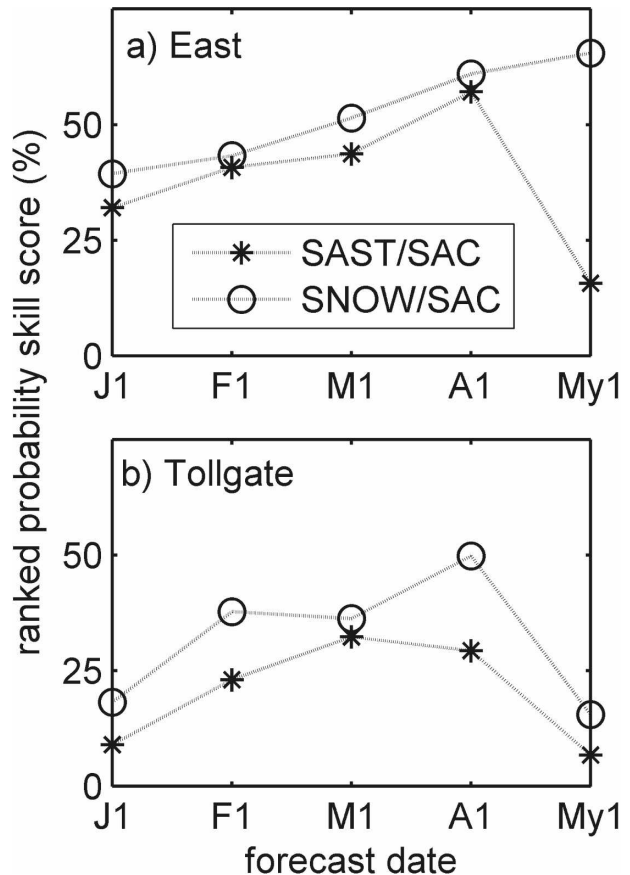 ranked probability skill score (%)
a) East
50
25
0
SAST/SAC
SNOW/SAC
J1 F1 M1 A1 My1
b) Tollgate
50
25
0
J1 F1 M1 A1 My1
forecast date